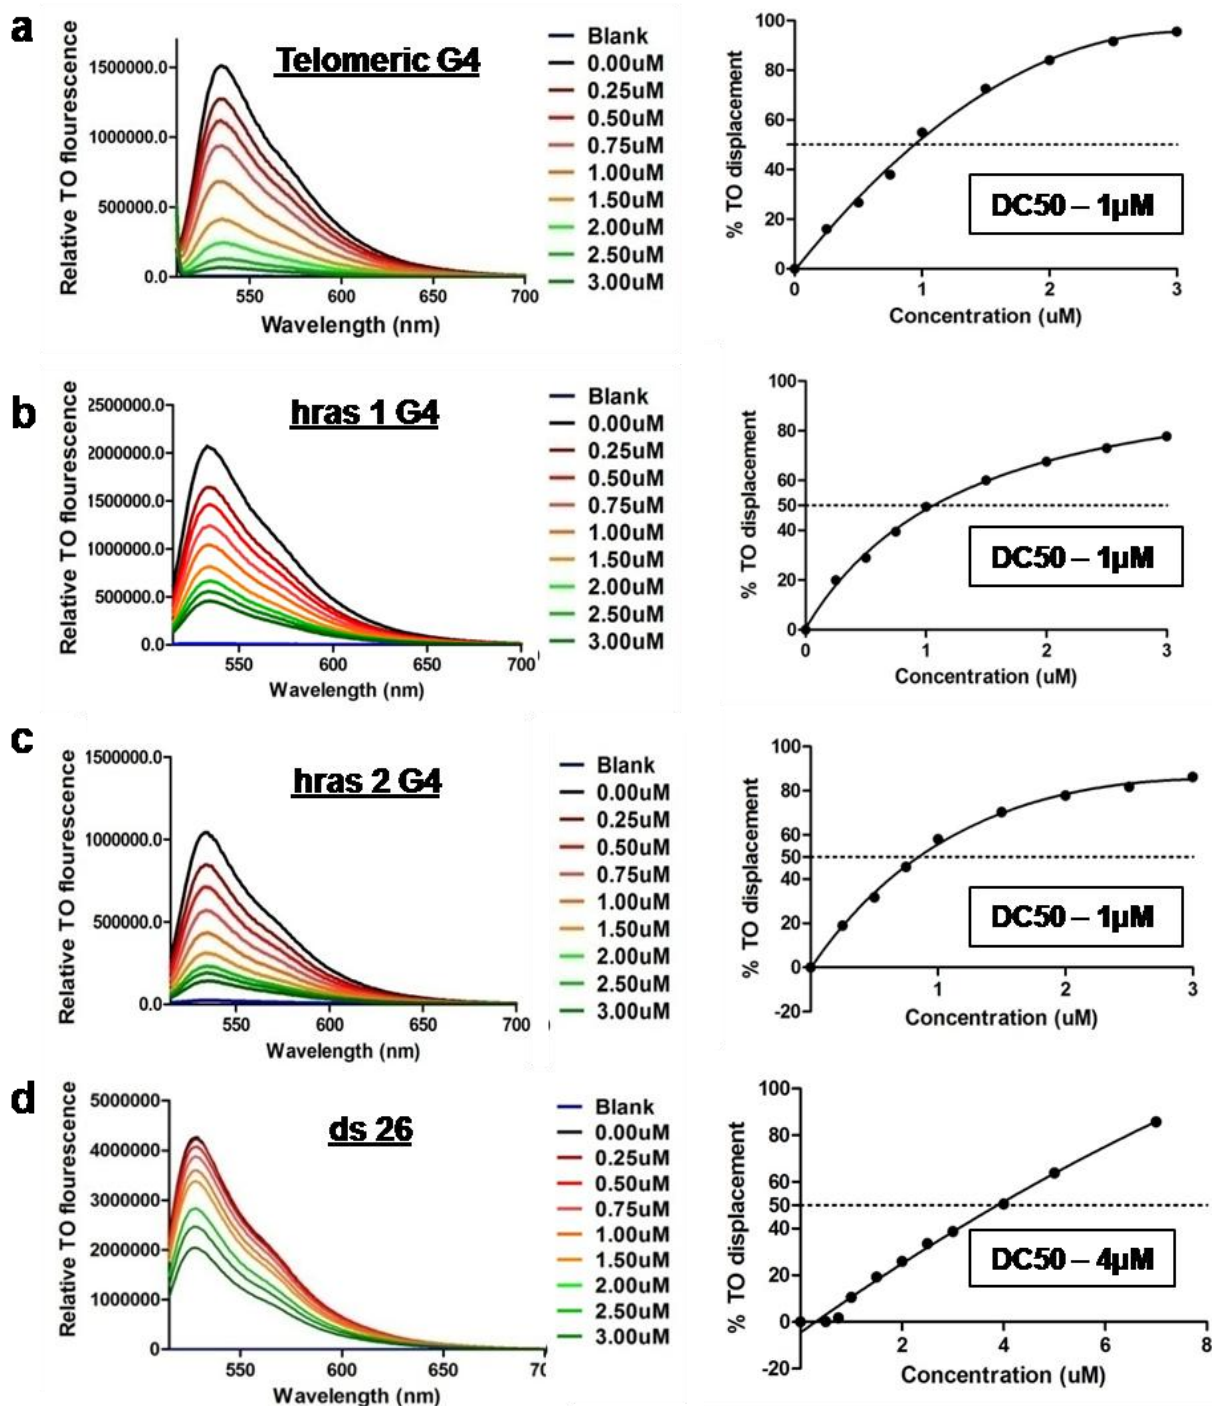 a
Relative TO flourescence
1500000.0
1000000.0
500000.0
0.0
Telomeric G4
550
600
650
700
Wavelength (nm)
Blank
0.00uM
0.25uM
0.50uM
0.75uM
1.00uM
1.50uM
2.00uM
2.50uM
3.00uM
% TO displacement
100
80
60
40
20
0
DC50 – 1µM
0
1
2
3
Concentration (uM)
b
Relative TO flourescence
2500000.0
2000000.0
1500000.0
1000000.0
500000.0
0.0
hras 1 G4
550
600
650
700
Wavelength (nm)
Blank
0.00uM
0.25uM
0.50uM
0.75uM
1.00uM
1.50uM
2.00uM
2.50uM
3.00uM
% TO displacement
100
80
60
50
40
20
0
DC50 – 1µM
0
1
2
3
Concentration (uM)
c
Relative TO flourescence
1500000.0
1000000.0
500000.0
0.0
hras 2 G4
550
600
650
700
Wavelength (nm)
Blank
0.00uM
0.25uM
0.50uM
0.75uM
1.00uM
1.50uM
2.00uM
2.50uM
3.00uM
% TO displacement
100
80
60
50
40
20
0
-20
DC50 – 1µM
1
2
3
Concentration (uM)
d
Relative TO flourescence
5000000
4000000
3000000
2000000
1000000
0
ds 26
550
600
650
70
Wavelength (nm)
Blank
0.00uM
0.25uM
0.50uM
0.75uM
1.00uM
1.50uM
2.00uM
2.50uM
3.00uM
% TO displacement
100
80
60
50
40
20
0
-20
DC50 – 4µM
2
4
6
8
Concentration (uM)